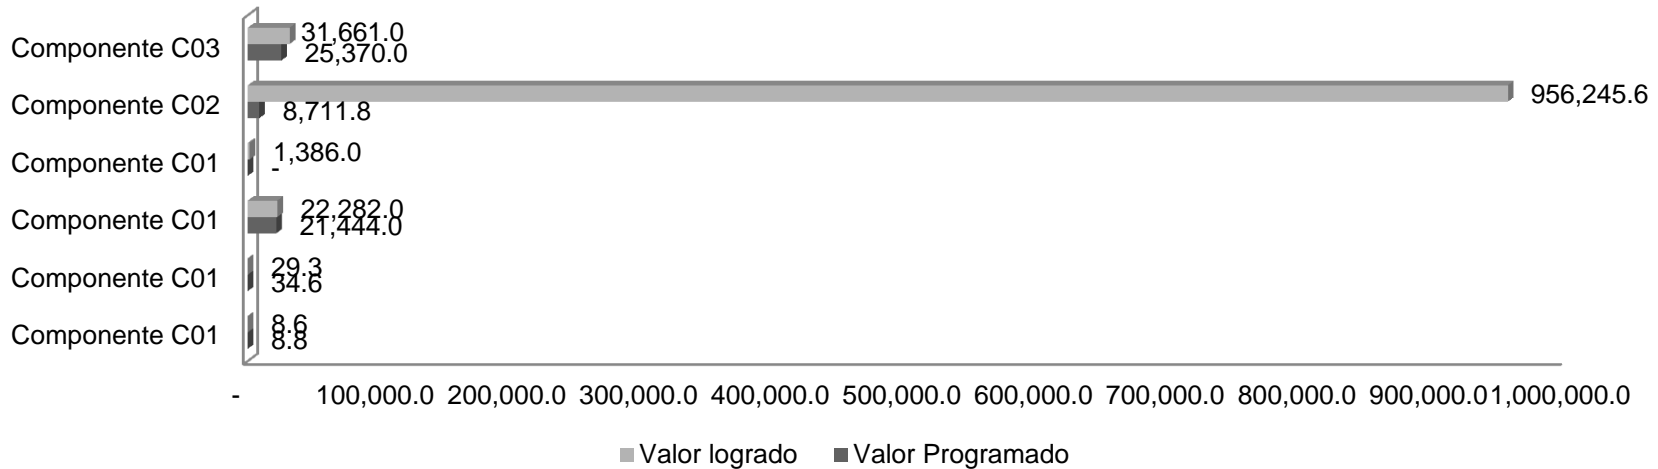 31,661.0
Componente C03
25,370.0
956,245.6
Componente C02
8,711.8
1,386.0
Componente C01
-
22,282.0
Componente C01
21,444.0
29.3
Componente C01
34.6
8.6
Componente C01
8.8
- 100,000.0 200,000.0 300,000.0 400,000.0 500,000.0 600,000.0 700,000.0 800,000.0 900,000.0 1,000,000.0
Valor logrado Valor Programado